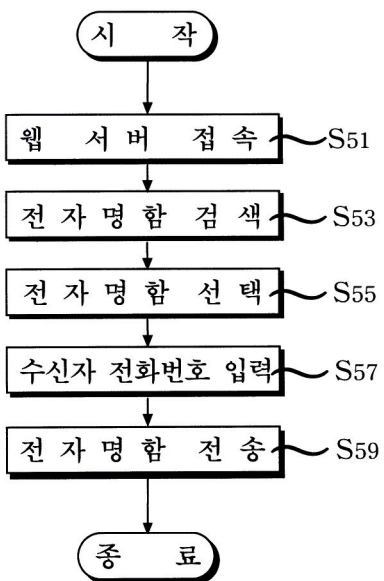 시 작
웹 서버 접속 S51
전자명함 검색 S53
전자명함 선택 S55
수신자 전화번호 입력 S57
전자명함 전송 S59
종 료